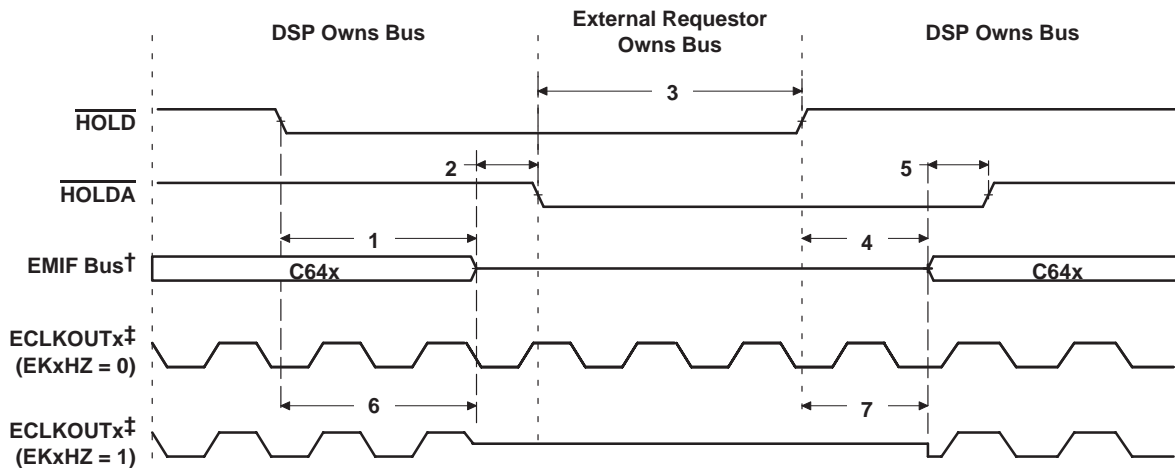 DSP Owns Bus
External Requestor
Owns Bus
DSP Owns Bus
3
HOLD
2
5
HOLDA
1
4
EMIF Bus†
C64x
C64x
ECLKOUTx‡
(EKxHZ = 0)
6
7
ECLKOUTx‡
(EKxHZ = 1)